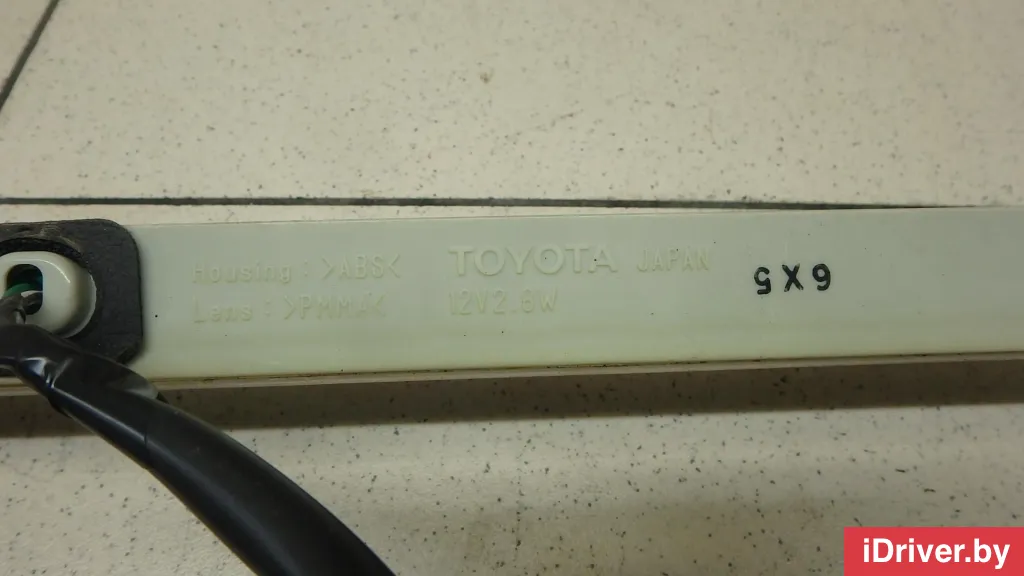 Housing : >ABS<
Lens : >PMMA<
TOYOTA JAPAN
12V2.8W
6X5
iDriver.by